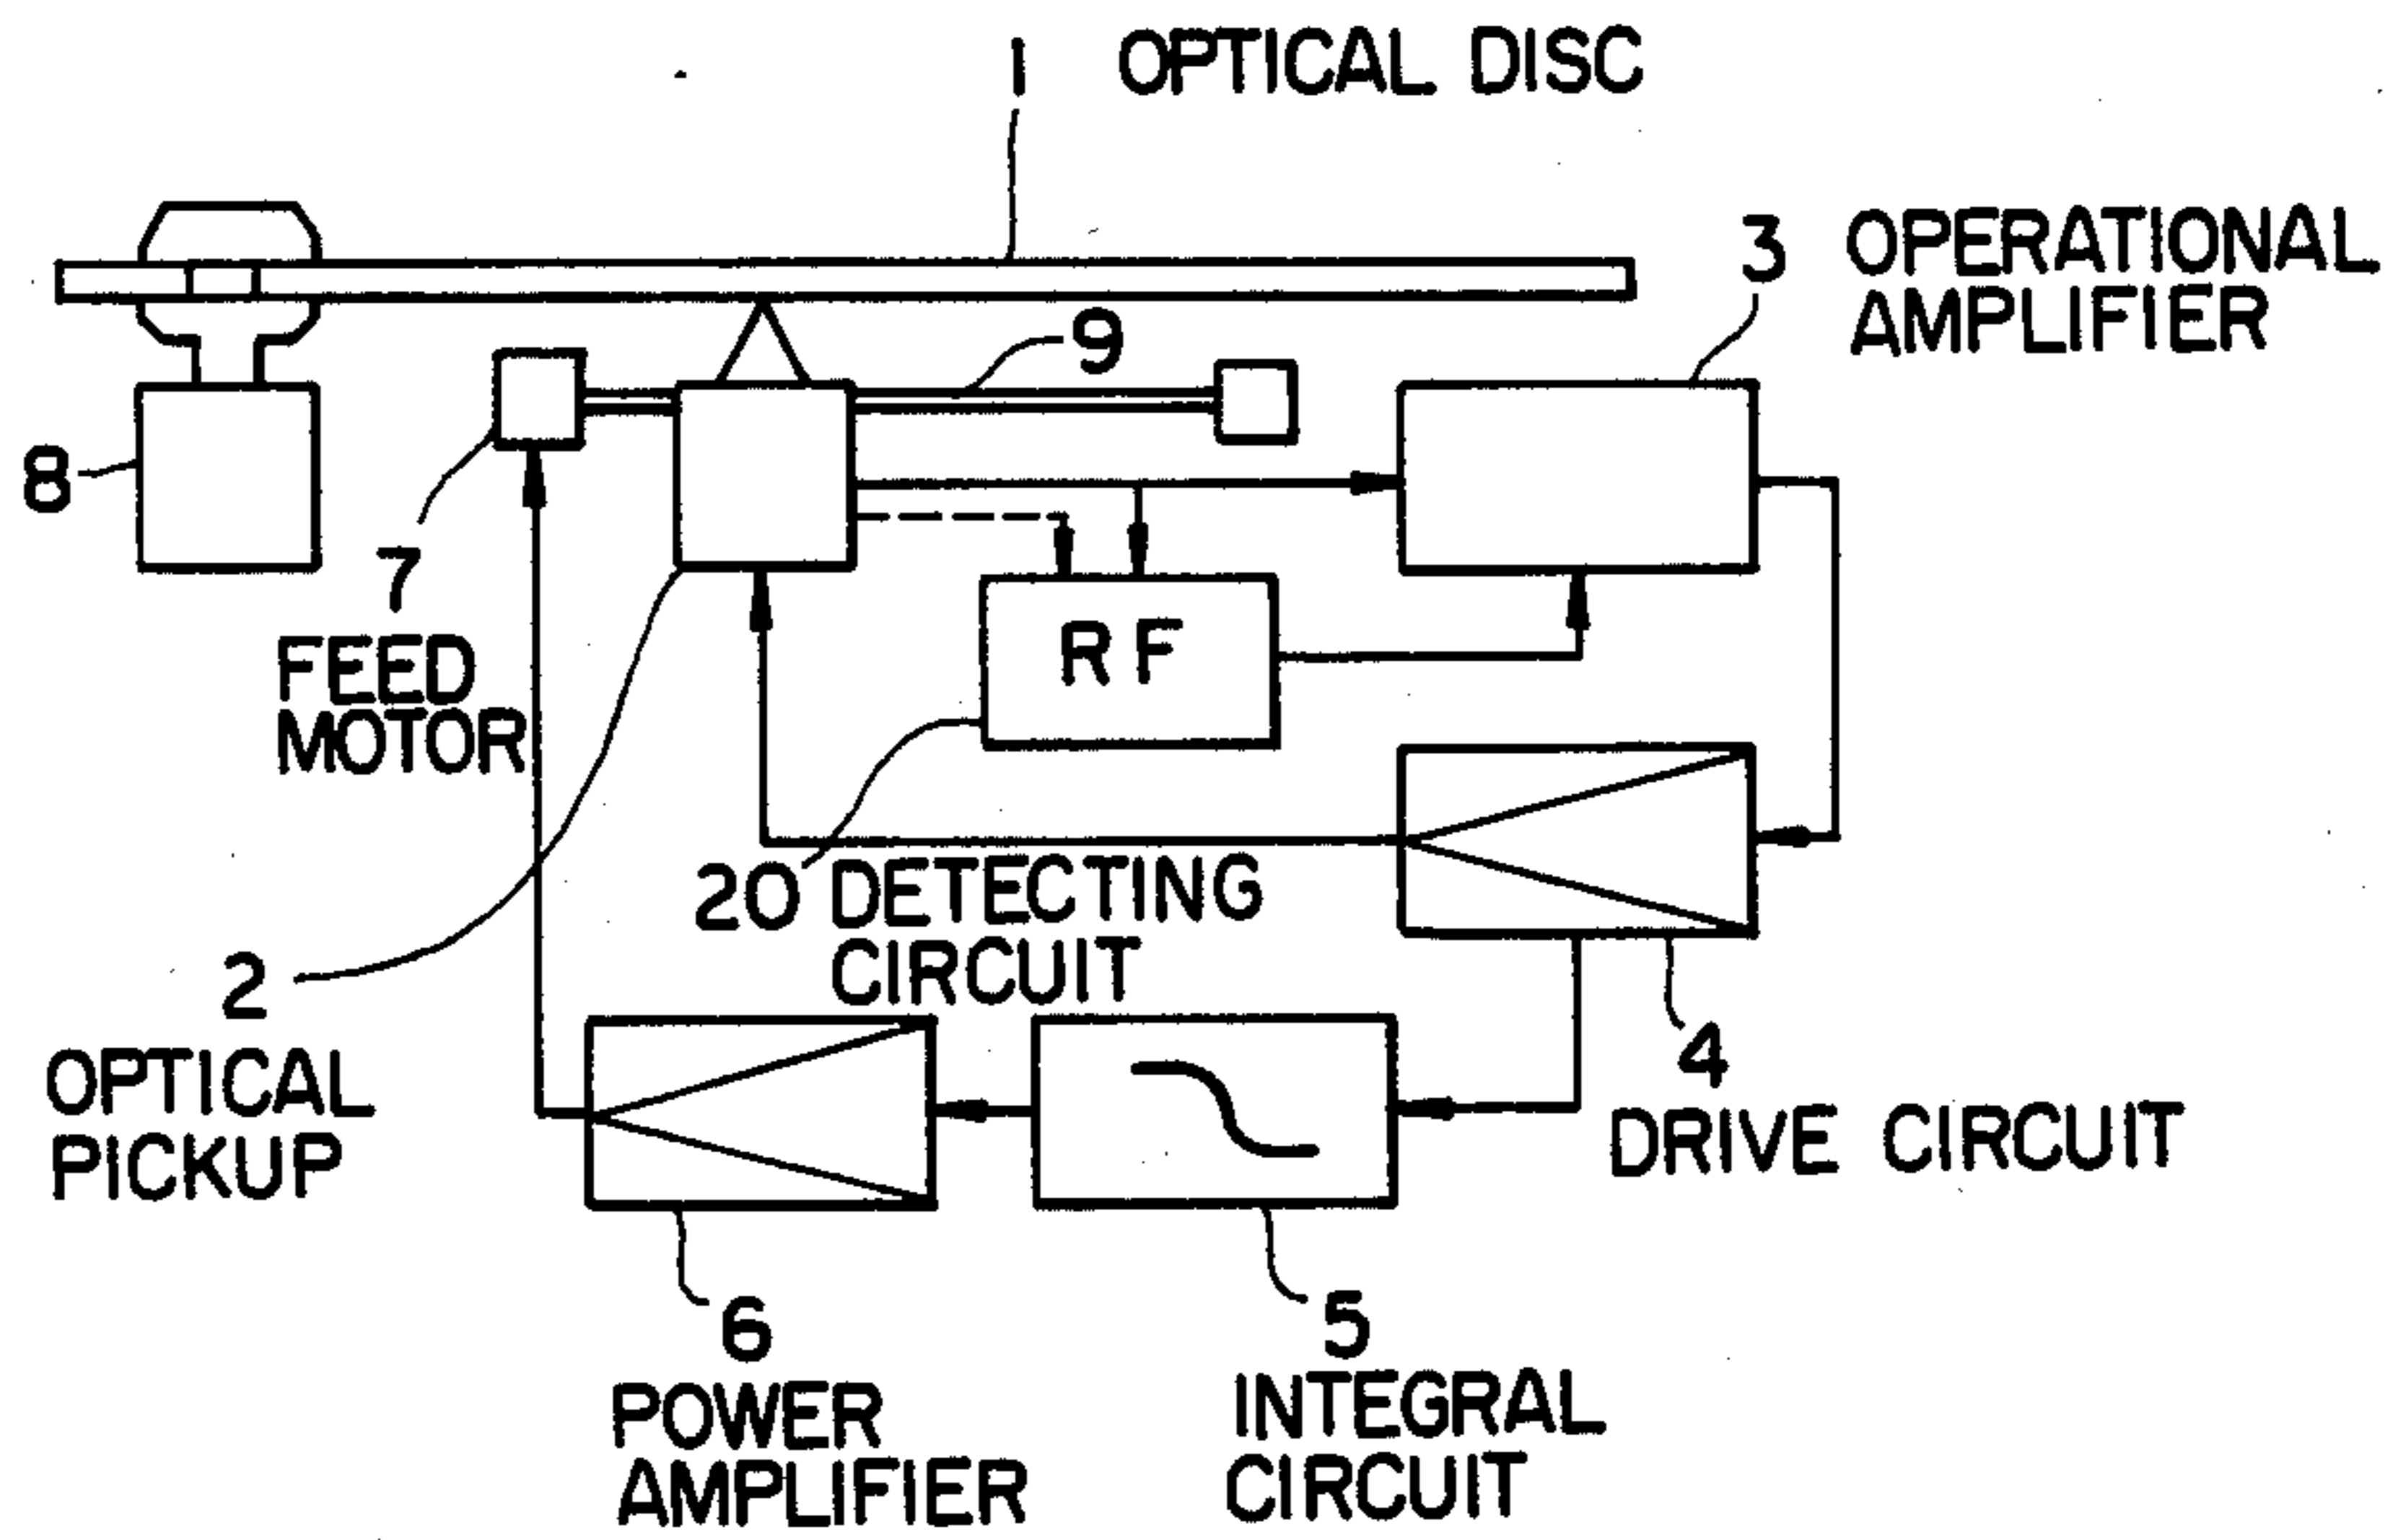 1 OPTICAL DISC
3 OPERATIONAL
AMPLIFIER
9
8
7
FEED
MOTOR
RF
20 DETECTING
CIRCUIT
2
OPTICAL
PICKUP
4
DRIVE CIRCUIT
6
POWER
AMPLIFIER
5
INTEGRAL
CIRCUIT